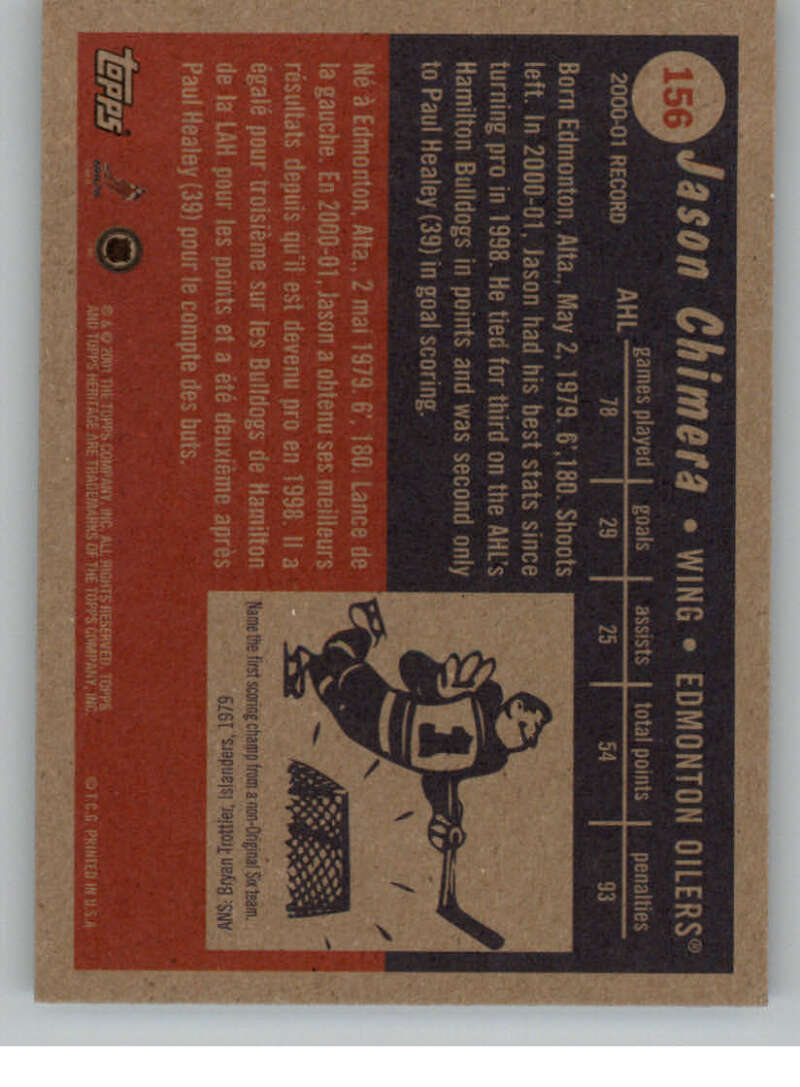 156
Jason Chimera • WING • EDMONTON OILERS®
2000-01 RECORD
games played goals assists total points penalties
AHL 78 29 25 54 93
Born Edmonton, Alta., May 2, 1979. 6',180. Shoots
left. In 2000-01, Jason had his best stats since
turning pro in 1998. He tied for third on the AHL's
Hamilton Bulldogs in points and was second only
to Paul Healey (39) in goal scoring.
Né à Edmonton, Alta., 2 mai 1979. 6', 180. Lance de
la gauche. En 2000-01, Jason a obtenu ses meilleurs
résultats depuis qu'il est devenu pro en 1998. Il a
égalé pour troisième sur les Bulldogs de Hamilton
de la LAH pour les points et a été deuxième après
Paul Healey (39) pour le compte des buts.
1
Name the first scoring champ from a non-Original Six team.
ANS: Bryan Trottier, Islanders, 1979
topps
® & © 2001 THE TOPPS COMPANY, INC. ALL RIGHTS RESERVED. TOPPS
AND TOPPS HERITAGE ARE TRADEMARKS OF THE TOPPS COMPANY, INC.
© T.C.G. PRINTED IN U.S.A.